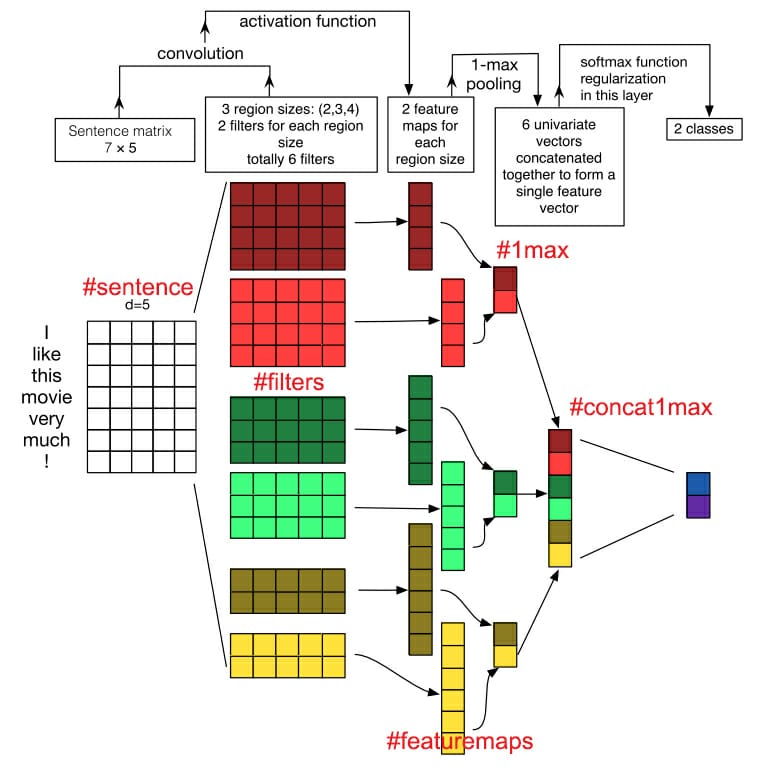 activation function
convolution
1-max
pooling
softmax function
regularization
in this layer
Sentence matrix
7 × 5
3 region sizes: (2,3,4)
2 filters for each region
size
totally 6 filters
2 feature
maps for
each
region size
6 univariate
vectors
concatenated
together to form a
single feature
vector
2 classes
#sentence
d=5
I
like
this
movie
very
much
!
#filters
#1max
#concat1max
#featuremaps